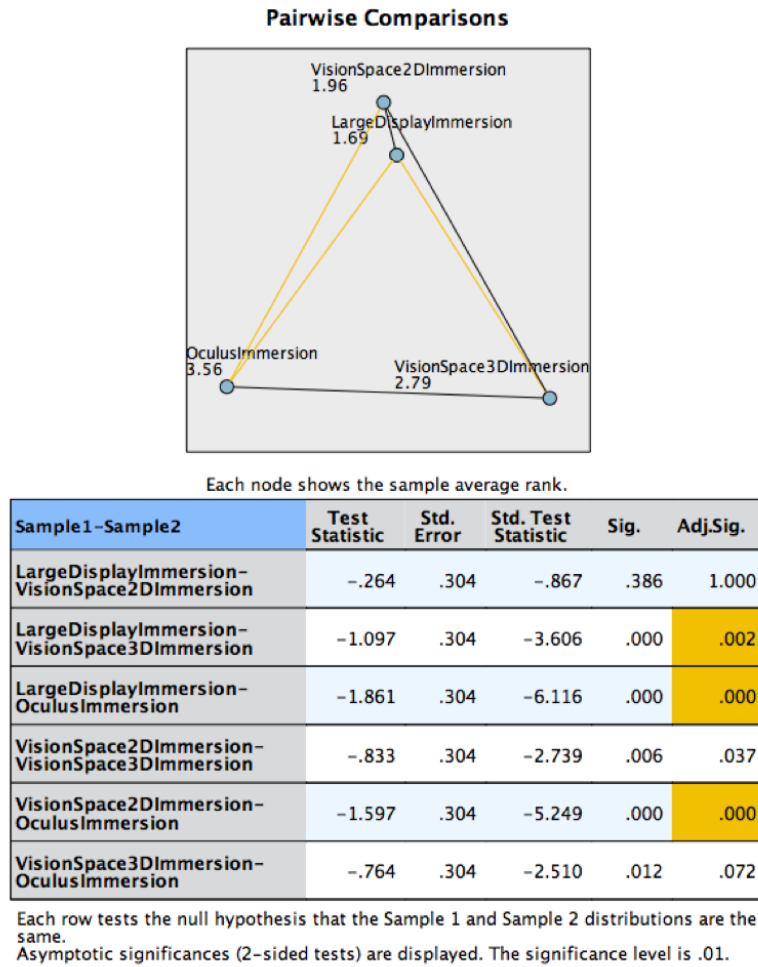 Pairwise Comparisons
VisionSpace2DImmersion
1.96
LargeDisplayImmersion
1.69
OculusImmersion
3.56
VisionSpace3DImmersion
2.79
Each node shows the sample average rank.
Sample1-Sample2 Test Statistic Std. Error Std. Test Statistic Sig. Adj.Sig.
LargeDisplayImmersion-
VisionSpace2DImmersion -.264 .304 -.867 .386 1.000
LargeDisplayImmersion-
VisionSpace3DImmersion -1.097 .304 -3.606 .000 .002
LargeDisplayImmersion-
OculusImmersion -1.861 .304 -6.116 .000 .000
VisionSpace2DImmersion-
VisionSpace3DImmersion -.833 .304 -2.739 .006 .037
VisionSpace2DImmersion-
OculusImmersion -1.597 .304 -5.249 .000 .000
VisionSpace3DImmersion-
OculusImmersion -.764 .304 -2.510 .012 .072
Each row tests the null hypothesis that the Sample 1 and Sample 2 distributions are the
same.
Asymptotic significances (2-sided tests) are displayed. The significance level is .01.